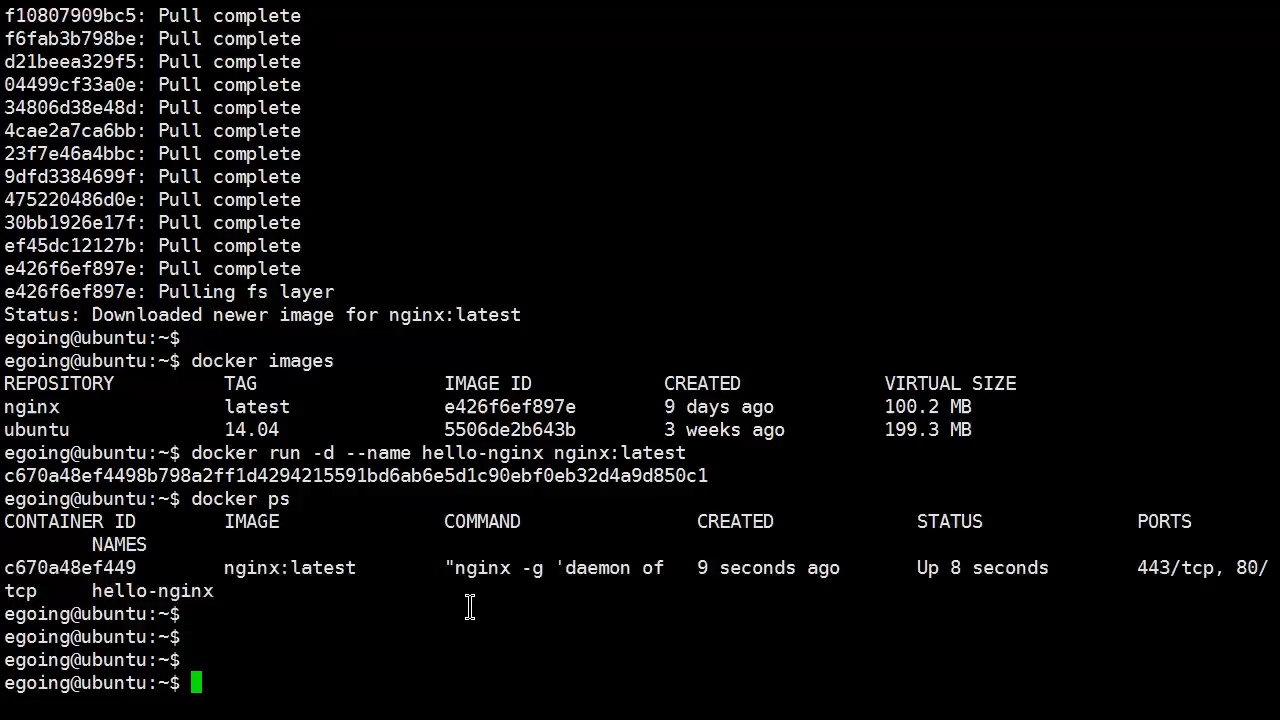 f10807909bc5: Pull complete
f6fab3b798be: Pull complete
d21beea329f5: Pull complete
04499cf33a0e: Pull complete
34806d38e48d: Pull complete
4cae2a7ca6bb: Pull complete
23f7e46a4bbc: Pull complete
9dfd3384699f: Pull complete
475220486d0e: Pull complete
30bb1926e17f: Pull complete
ef45dc12127b: Pull complete
e426f6ef897e: Pull complete
e426f6ef897e: Pulling fs layer
Status: Downloaded newer image for nginx:latest
egoing@ubuntu:~$
egoing@ubuntu:~$ docker images
REPOSITORY          TAG                 IMAGE ID            CREATED             VIRTUAL SIZE
nginx               latest              e426f6ef897e        9 days ago          100.2 MB
ubuntu              14.04               5506de2b643b        3 weeks ago         199.3 MB
egoing@ubuntu:~$ docker run -d --name hello-nginx nginx:latest
c670a48ef4498b798a2ff1d4294215591bd6ab6e5d1c90ebf0eb32d4a9d850c1
egoing@ubuntu:~$ docker ps
CONTAINER ID        IMAGE               COMMAND                CREATED             STATUS              PORTS
        NAMES
c670a48ef449        nginx:latest        "nginx -g 'daemon of   9 seconds ago       Up 8 seconds        443/tcp, 80/
tcp     hello-nginx
egoing@ubuntu:~$
egoing@ubuntu:~$
egoing@ubuntu:~$
egoing@ubuntu:~$